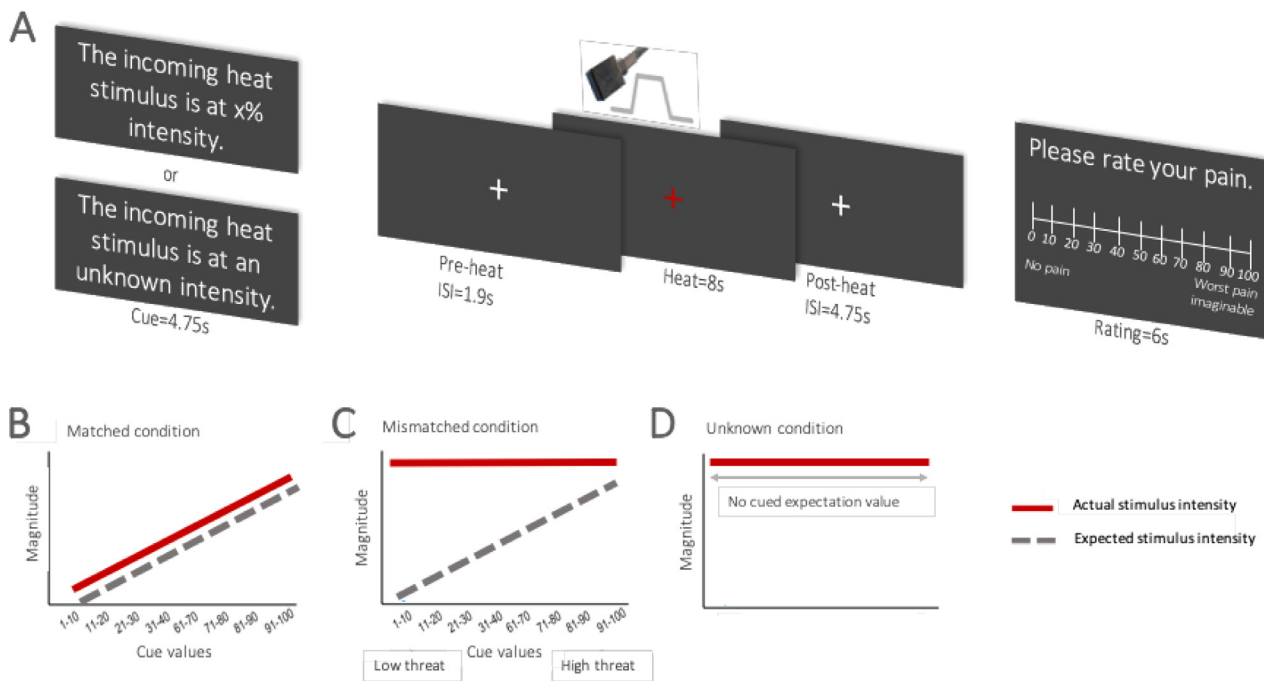 A
The incoming heat
stimulus is at x%
intensity.
or
The incoming heat
stimulus is at an
unknown intensity.
Cue=4.75s
Pre-heat
ISI=1.9s
Heat=8s
Post-heat
ISI=4.75s
Please rate your pain.
0 10 20 30 40 50 60 70 80 90 100
No pain
Worst pain
imaginable
Rating=6s
B
Matched condition
Magnitude
1-10 11-20 21-30 31-40 61-70 71-80 81-90 91-100
Cue values
C
Mismatched condition
Magnitude
1-10 11-20 21-30 31-40 61-70 71-80 81-90 91-100
Low threat
Cue values
High threat
D
Unknown condition
No cued expectation value
Magnitude
Actual stimulus intensity
Expected stimulus intensity